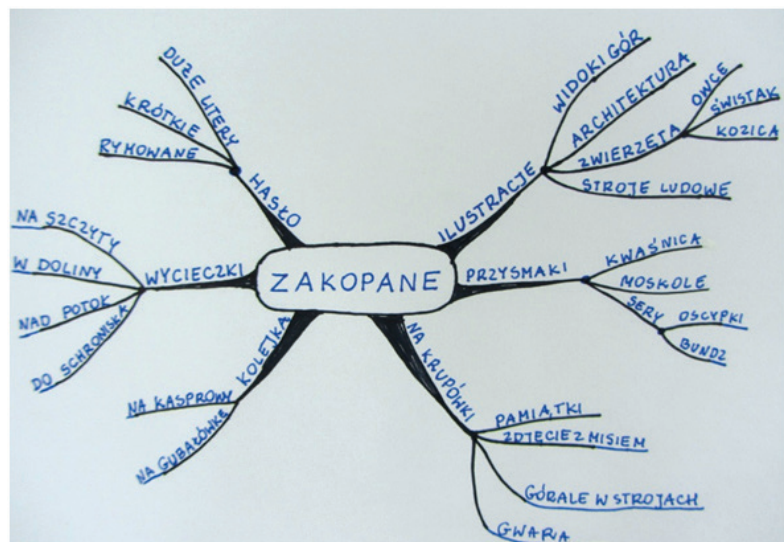 ZAKOPANE
HASŁO
DUŻE LITERY
KRÓTKIE
RYMOWANE
ILUSTRACJE
WIDOKI GÓR
ARCHITEKTURA
ZWIERZĘTA
OWCE
ŚWISTAK
KOZICA
STROJE LUDOWE
PRZYSMAKI
KWAŚNICA
MOSKOLE
SERY
OSCYPKI
BUNDZ
NA KRUPÓWKI
PAMIĄTKI
ZDJĘCIE Z MISIEM
GÓRALE W STROJACH
GWARA
KOLEJKA
NA KASPROWY
NA GUBAŁÓWKĘ
WYCIECZKI
NA SZCZYTY
W DOLINY
NAD POTOK
DO SCHRONISKA